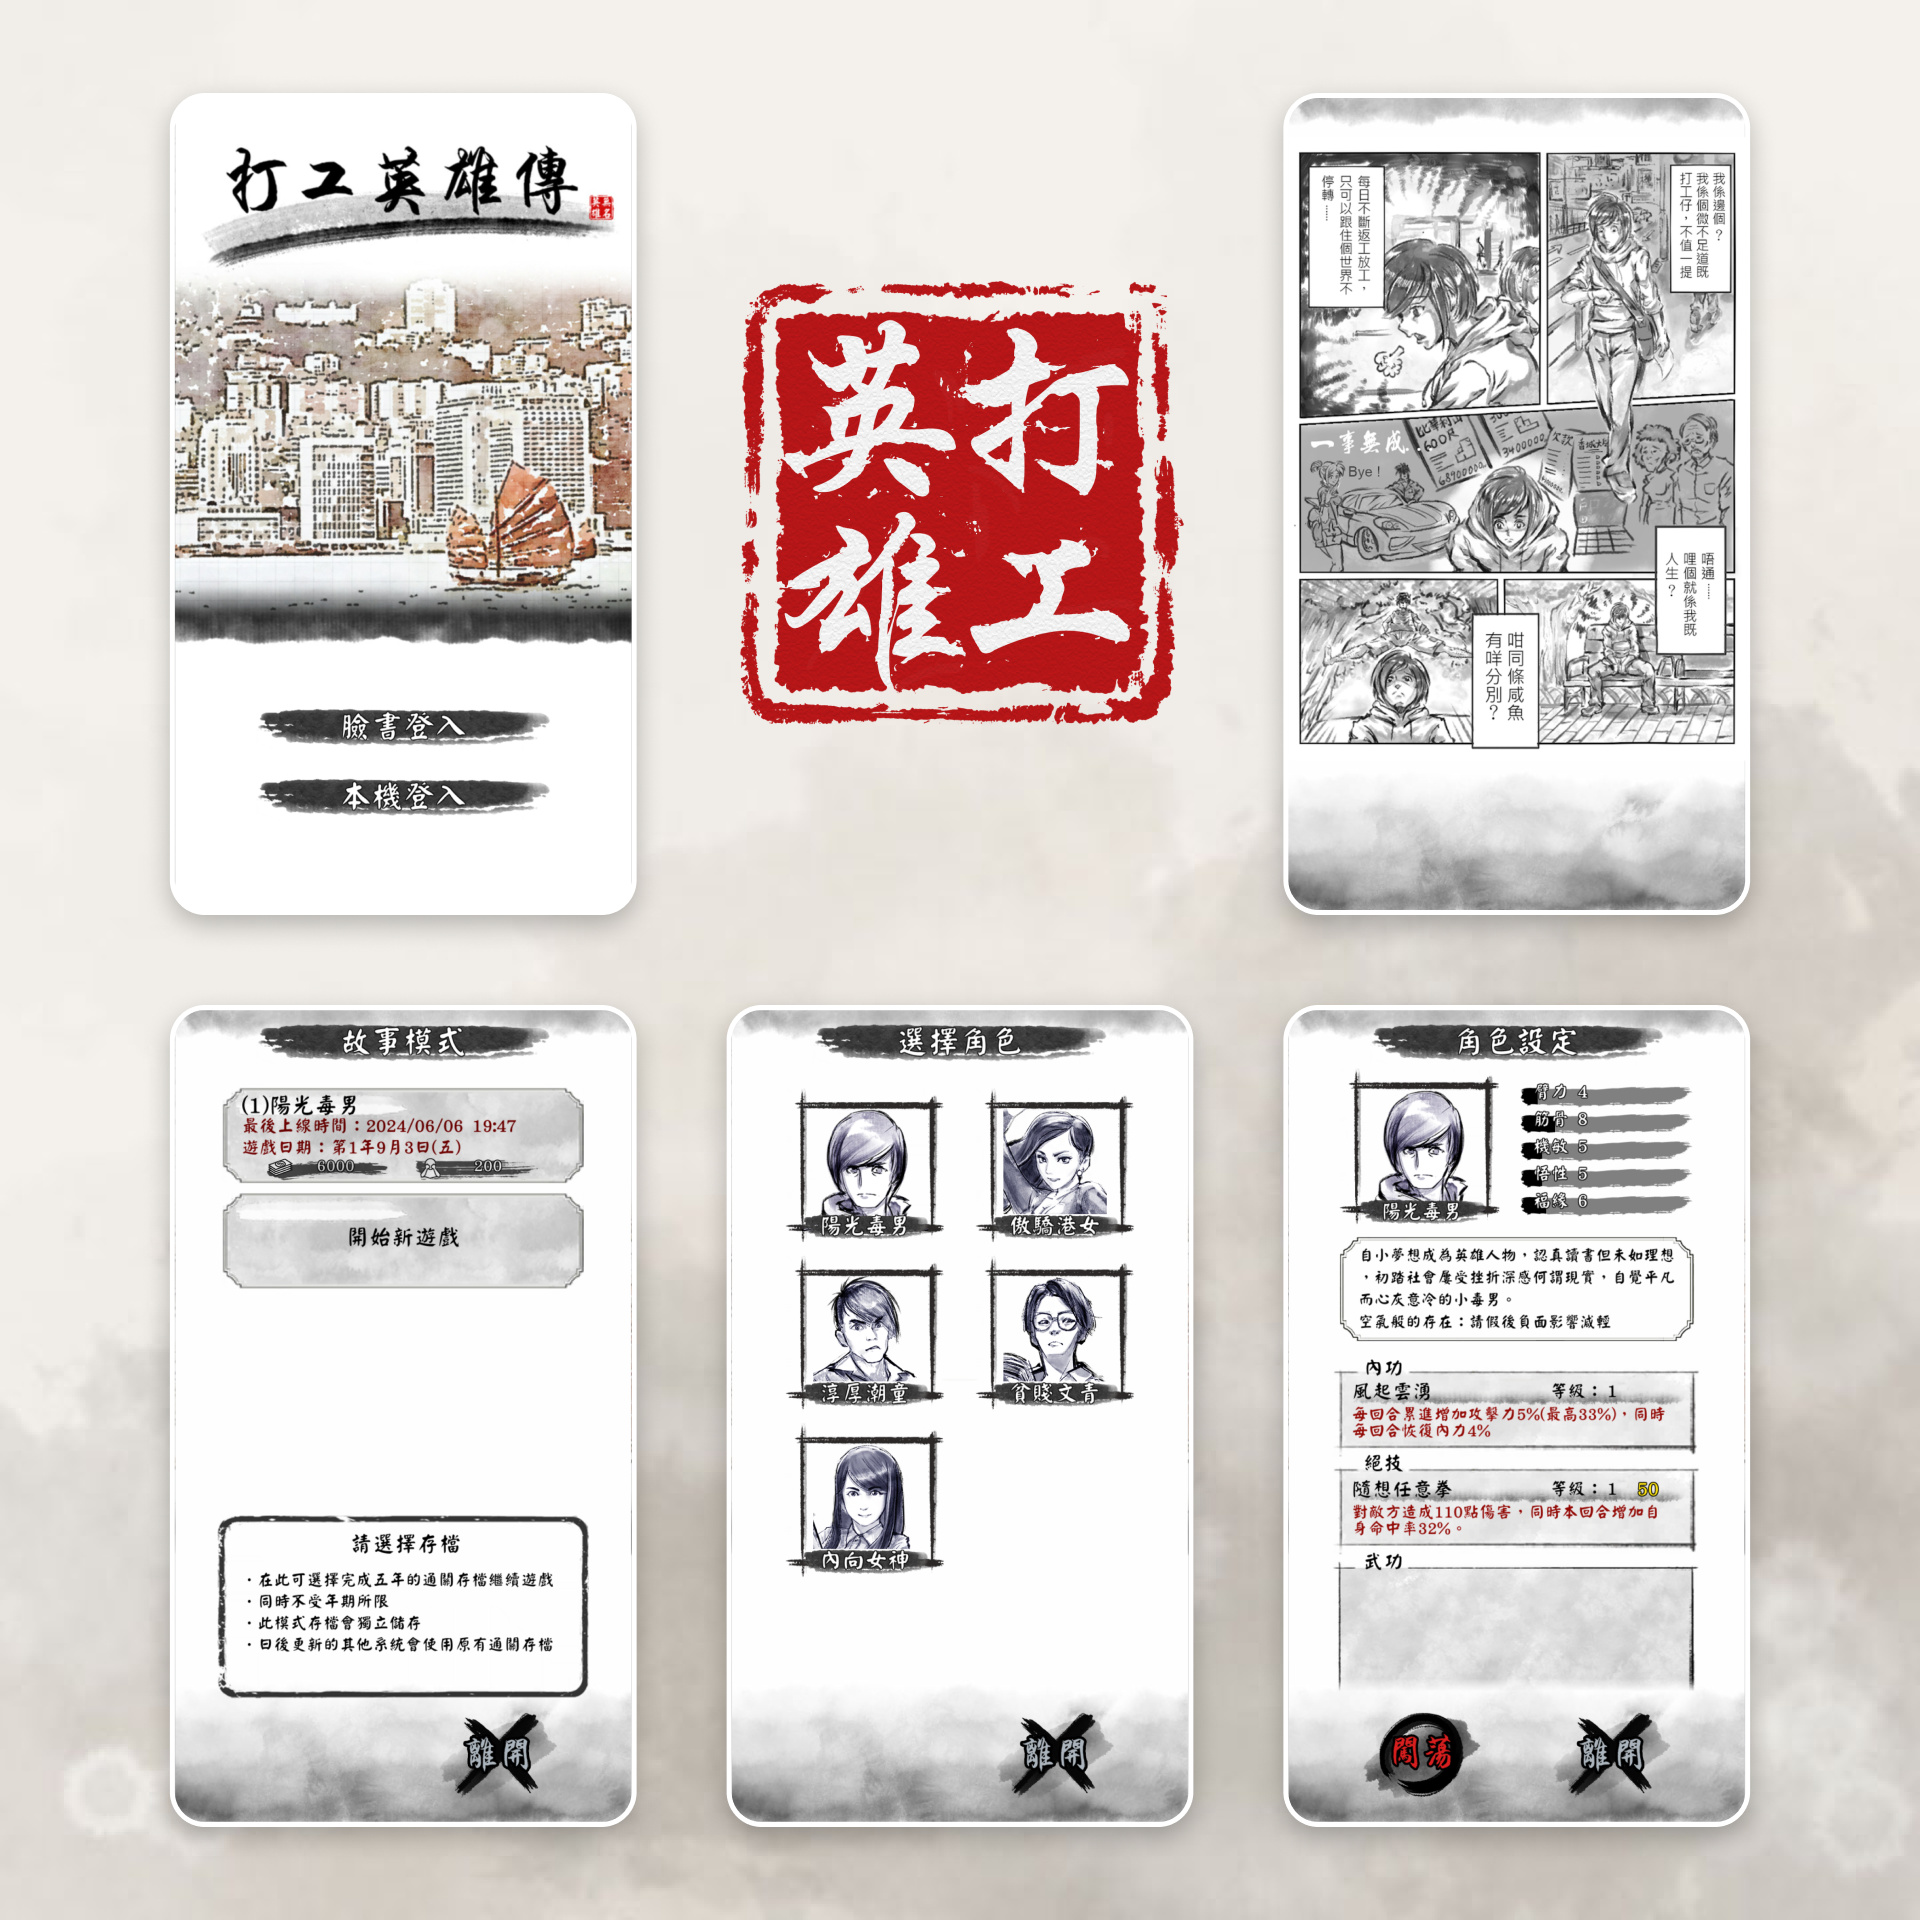 打工英雄傳
無名
英雄
臉書登入
本機登入
打工
英雄
我係邊個？
我係個微不足道既
打工仔，不值一提
每日不斷返工放工，
只可以跟住個世界不
停轉……
一事無成...
Bye！
600尺
68900000
3400000
欠款
唔通……
哩個就係我既
人生？
咁同條咸魚
有咩分別？
故事模式
(1)陽光毒男
最後上線時間：2024/06/06 19:47
遊戲日期：第1年9月3日(五)
6000 200
開始新遊戲
請選擇存檔
．在此可選擇完成五年的通關存檔繼續遊戲
．同時不受年期所限
．此模式存檔會獨立儲存
．日後更新的其他系統會使用原有通關存檔
離開
選擇角色
陽光毒男 傲驕港女
淳厚潮童 貧賤文青
內向女神
離開
角色設定
陽光毒男
臂力 4
筋骨 8
機敏 5
悟性 5
福緣 6
自小夢想成為英雄人物，認真讀書但未如理想
，初踏社會屢受挫折深感何謂現實，自覺平凡
而心灰意冷的小毒男。
空氣般的存在：請假後負面影響減輕
內功
風起雲湧 等級：1
每回合累進增加攻擊力5%(最高33%)，同時
每回合恢復內力4%
絕技
隨想任意拳 等級：1 50
對敵方造成110點傷害，同時本回合增加自
身命中率32%。
武功
闖蕩 離開